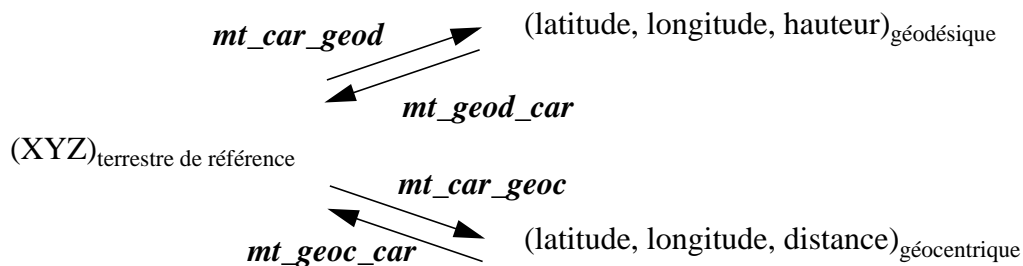 mt_car_geod
(latitude, longitude, hauteur)géodésique
mt_geod_car
(XYZ)terrestre de référence
mt_car_geoc
mt_geoc_car
(latitude, longitude, distance)géocentrique